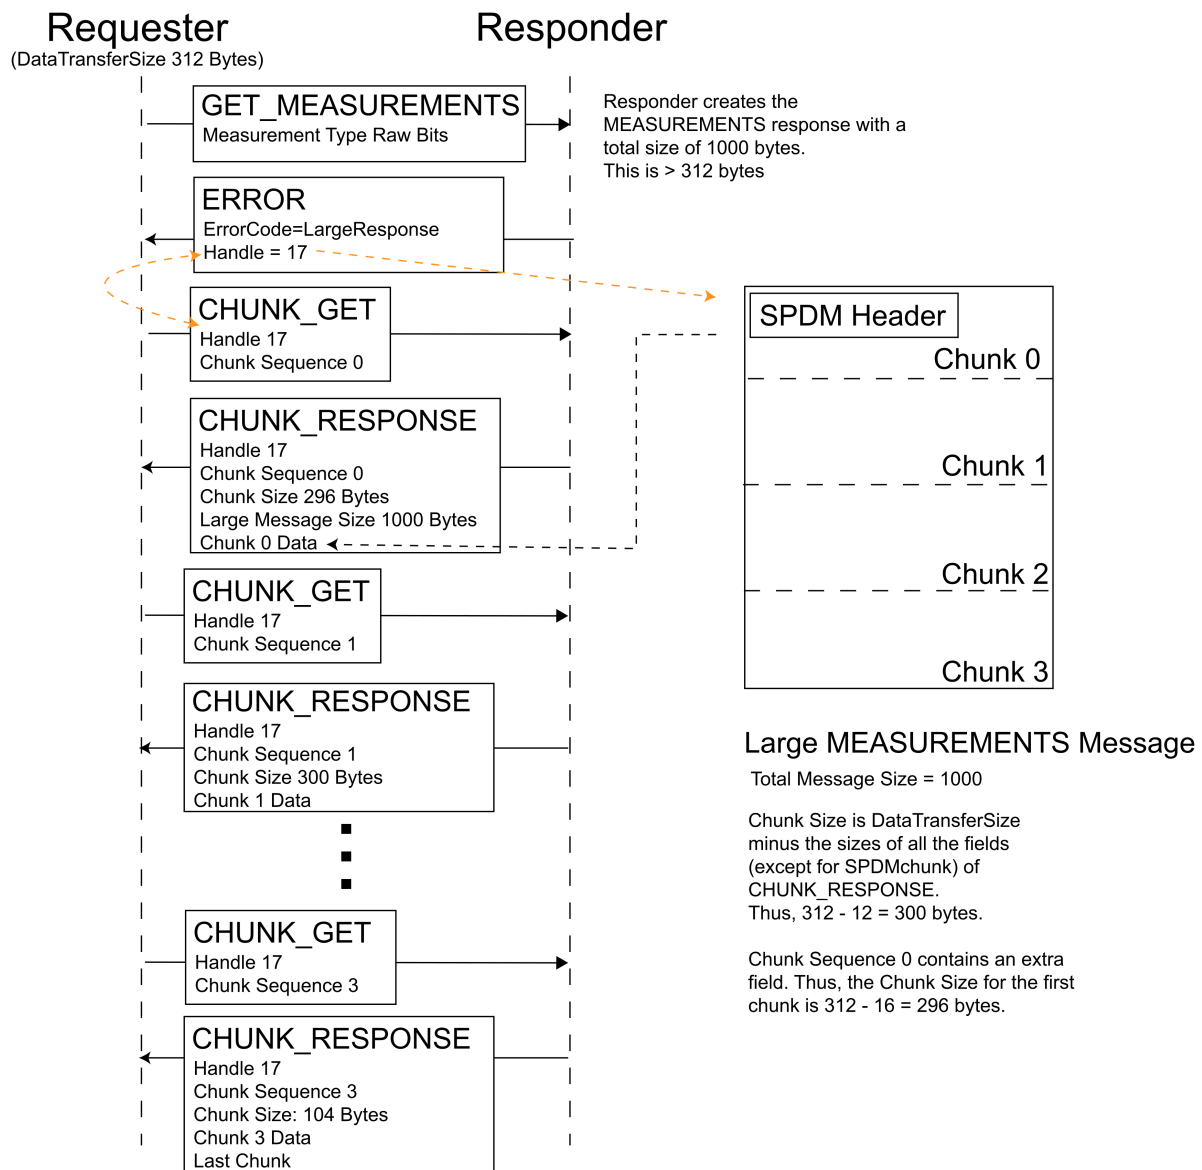 Requester
(DataTransferSize 312 Bytes)
Responder
GET_MEASUREMENTS
Measurement Type Raw Bits
Responder creates the
MEASUREMENTS response with a
total size of 1000 bytes.
This is > 312 bytes
ERROR
ErrorCode=LargeResponse
Handle = 17
CHUNK_GET
Handle 17
Chunk Sequence 0
CHUNK_RESPONSE
Handle 17
Chunk Sequence 0
Chunk Size 296 Bytes
Large Message Size 1000 Bytes
Chunk 0 Data
CHUNK_GET
Handle 17
Chunk Sequence 1
CHUNK_RESPONSE
Handle 17
Chunk Sequence 1
Chunk Size 300 Bytes
Chunk 1 Data
CHUNK_GET
Handle 17
Chunk Sequence 3
CHUNK_RESPONSE
Handle 17
Chunk Sequence 3
Chunk Size: 104 Bytes
Chunk 3 Data
Last Chunk
SPDM Header
Chunk 0
Chunk 1
Chunk 2
Chunk 3
Large MEASUREMENTS Message
Total Message Size = 1000
Chunk Size is DataTransferSize
minus the sizes of all the fields
(except for SPDMchunk) of
CHUNK_RESPONSE.
Thus, 312 - 12 = 300 bytes.
Chunk Sequence 0 contains an extra
field. Thus, the Chunk Size for the first
chunk is 312 - 16 = 296 bytes.